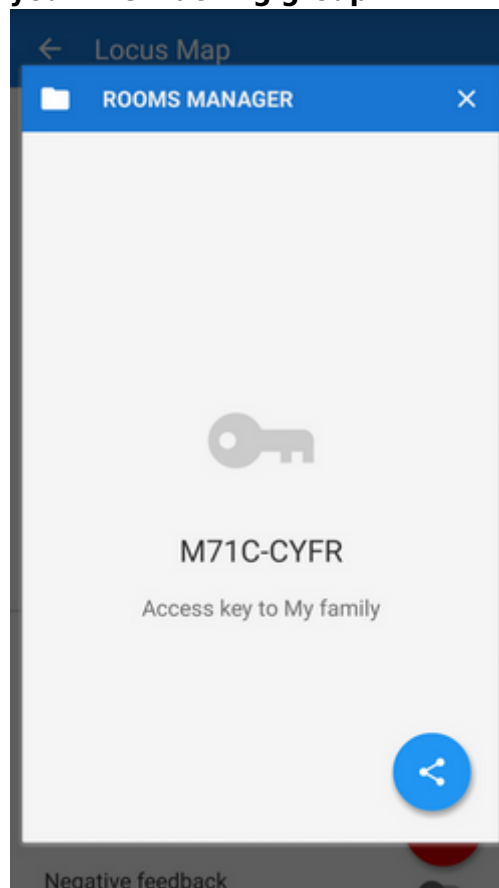 Locus Map
ROOMS MANAGER
M71C-CYFR
Access key to My family
Negative feedback